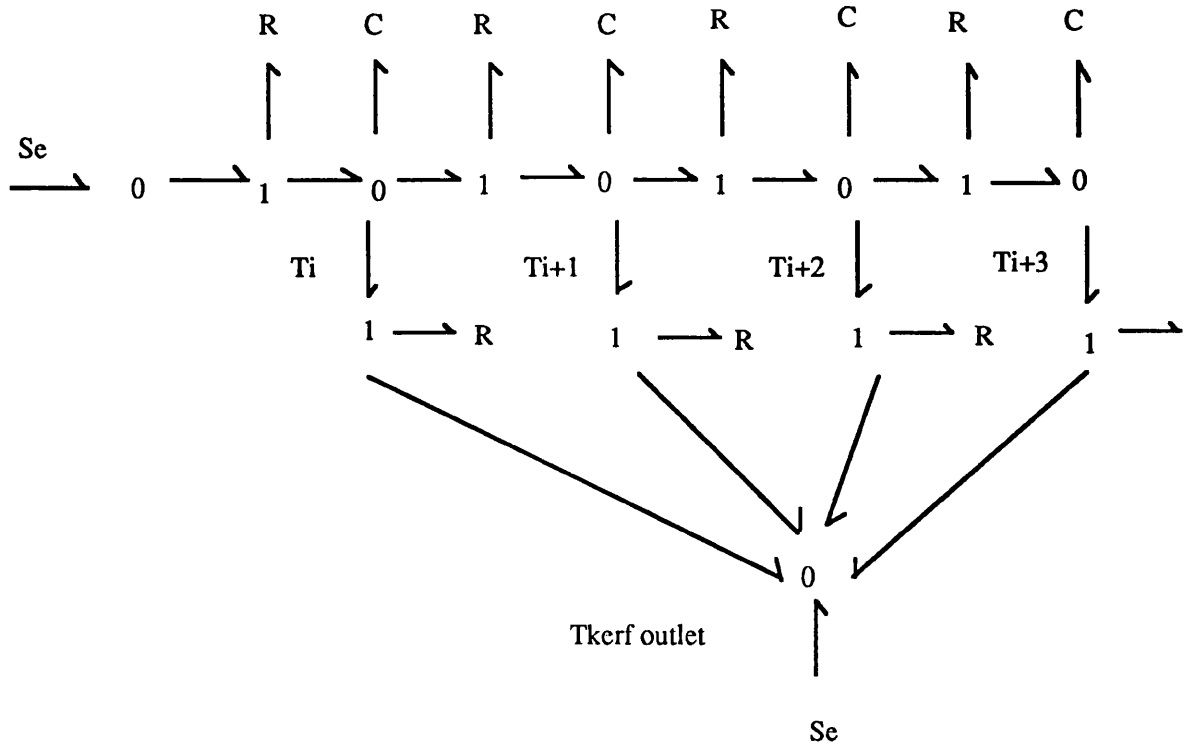 R C R C R C R C
Se
0 1 0 1 0 1 0 1 0
Ti Ti+1 Ti+2 Ti+3
1 R 1 R 1 R 1
0
Tkerf outlet
Se